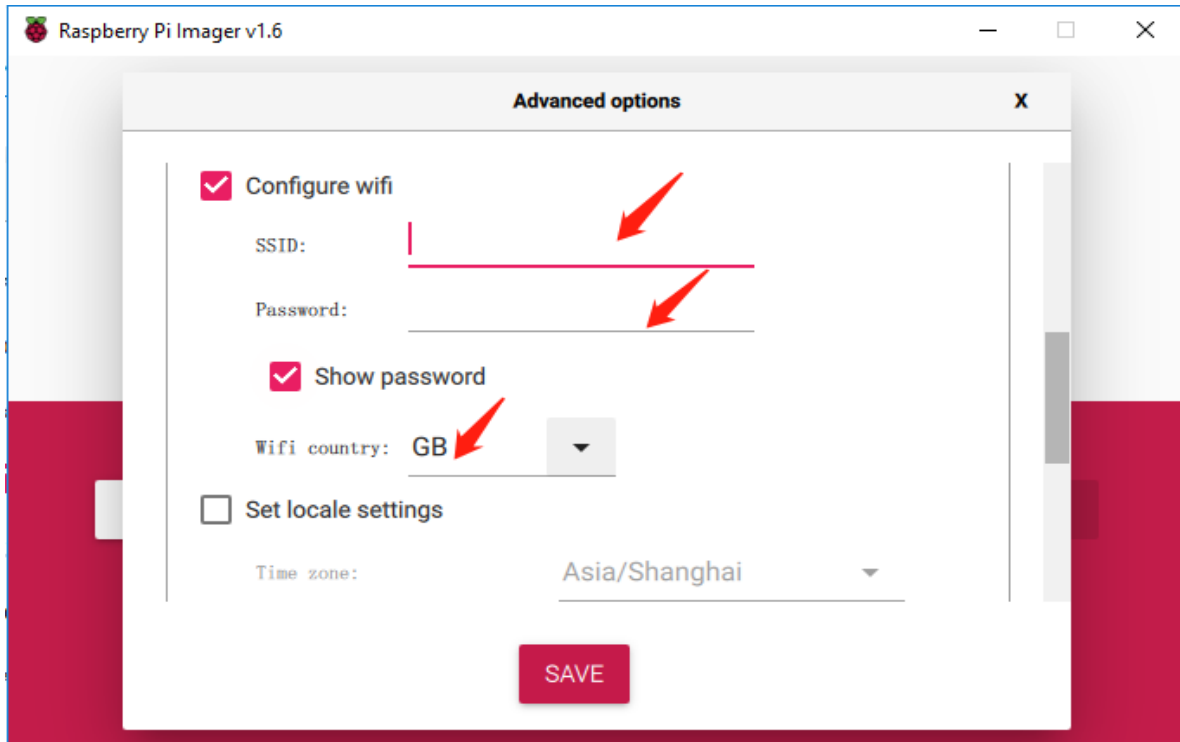 Raspberry Pi Imager v1.6
Advanced options
X
Configure wifi
SSID:
Password:
Show password
Wifi country: GB
Set locale settings
Time zone: Asia/Shanghai
SAVE